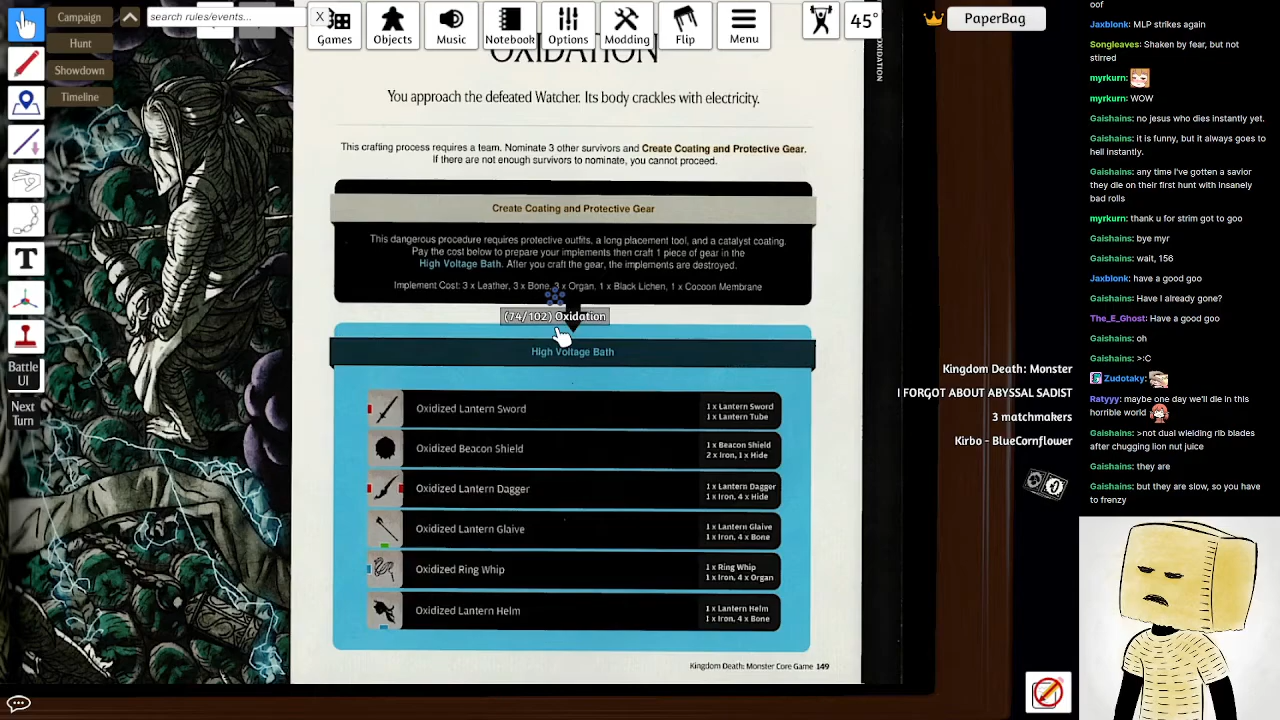 Campaign
Hunt
Showdown
Timeline
search rules/events...
X
Games
Objects
Music
Notebook
Options
Modding
Flip
Menu
45°
PaperBag
Battle
UI
Next
Turn
T
OXIDATION
OXIDATION
You approach the defeated Watcher. Its body crackles with electricity.
This crafting process requires a team. Nominate 3 other survivors and Create Coating and Protective Gear.
If there are not enough survivors to nominate, you cannot proceed.
Create Coating and Protective Gear
This dangerous procedure requires protective outfits, a long placement tool, and a catalyst coating.
Pay the cost below to prepare your implements then craft 1 piece of gear in the
High Voltage Bath. After you craft the gear, the implements are destroyed.
Implement Cost: 3 x Leather, 3 x Bone, 3 x Organ, 1 x Black Lichen, 1 x Cocoon Membrane
(74/102) Oxidation
High Voltage Bath
Oxidized Lantern Sword
1 x Lantern Sword
1 x Lantern Tube
Oxidized Beacon Shield
1 x Beacon Shield
2 x Iron, 1 x Hide
Oxidized Lantern Dagger
1 x Lantern Dagger
1 x Iron, 4 x Hide
Oxidized Lantern Glaive
1 x Lantern Glaive
1 x Iron, 4 x Bone
Oxidized Ring Whip
1 x Ring Whip
1 x Iron, 4 x Organ
Oxidized Lantern Helm
1 x Lantern Helm
1 x Iron, 4 x Bone
Kingdom Death: Monster Core Game 149
Kingdom Death: Monster
I FORGOT ABOUT ABYSSAL SADIST
3 matchmakers
Kirbo - BlueCornflower
oof
Jaxblonk: MLP strikes again
Songleaves: Shaken by fear, but not
stirred
myrkurn:
myrkurn: WOW
Gaishains: no jesus who dies instantly yet.
Gaishains: it is funny, but it always goes to
hell instantly.
Gaishains: any time I've gotten a savior
they die on their first hunt with insanely
bad rolls
myrkurn: thank u for strim got to goo
Gaishains: bye myr
Gaishains: wait, 156
Jaxblonk: have a good goo
Gaishains: Have I already gone?
The_E_Ghost: Have a good goo
Gaishains: oh
Gaishains: >:C
Zudotaky:
Ratyyy: maybe one day we'll die in this
horrible world
Gaishains: >not dual wielding rib blades
after chugging lion nut juice
Gaishains: they are
Gaishains: but they are slow, so you have
to frenzy